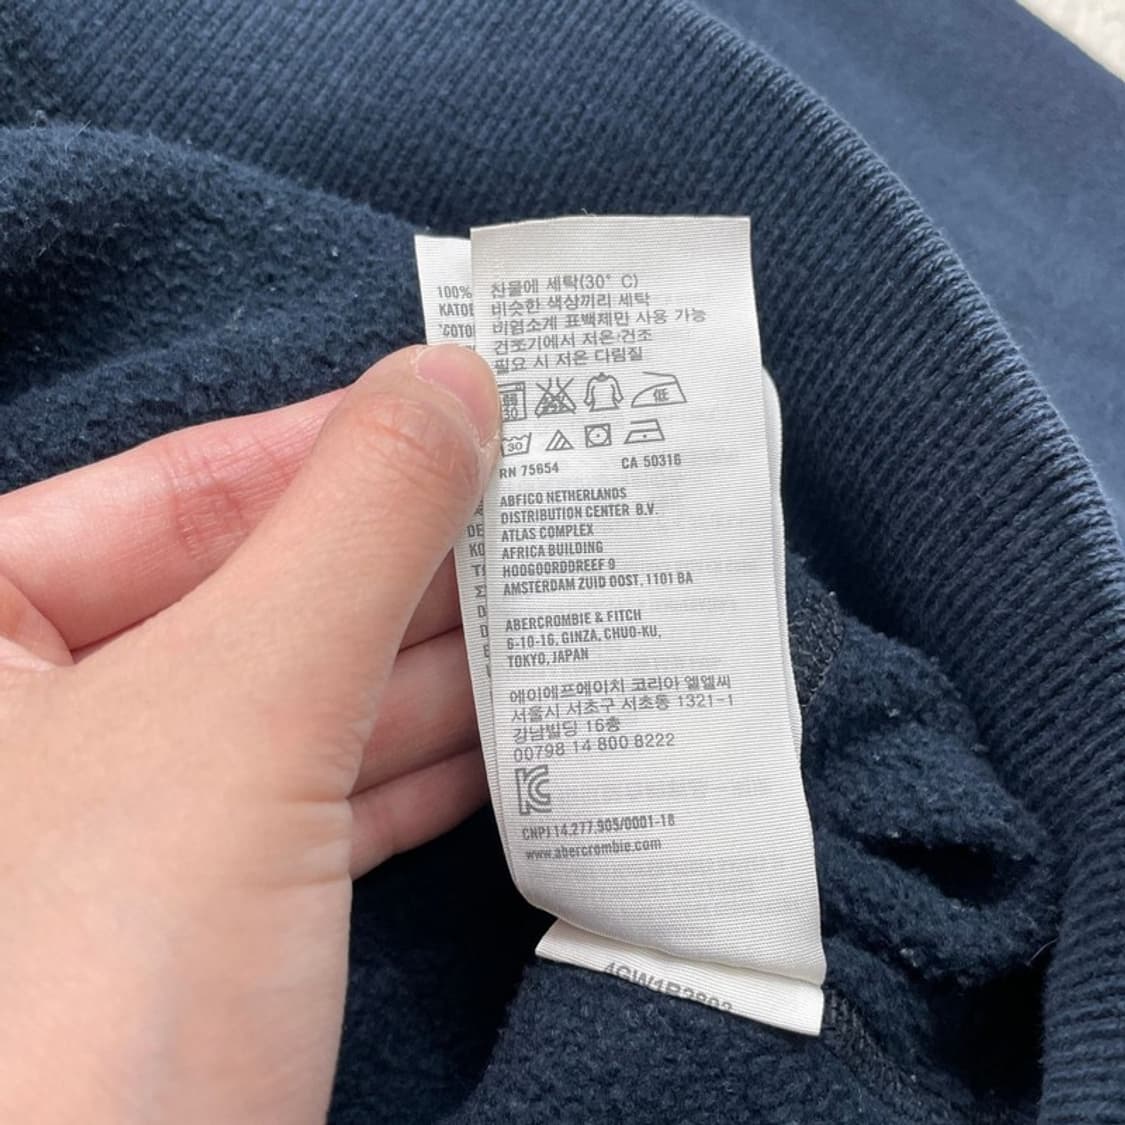 100%
찬물에 세탁(30° C)
비슷한 색상끼리 세탁
비염소계 표백제만 사용 가능
건조기에서 저온 건조
필요 시 저온 다림질
30
低
30
RN 75654 CA 50316
ABFICO NETHERLANDS
DISTRIBUTION CENTER B.V.
ATLAS COMPLEX
AFRICA BUILDING
HOOGOORDDREEF 9
AMSTERDAM ZUID OOST, 1101 BA
ABERCROMBIE & FITCH
6-10-16, GINZA, CHUO-KU,
TOKYO, JAPAN
에이에프에이치 코리아 엘엘씨
서울시 서초구 서초동 1321-1
강남빌딩 16층
00798 14 800 8222
KC
CNPJ 14.277.905/0001-18
www.abercrombie.com